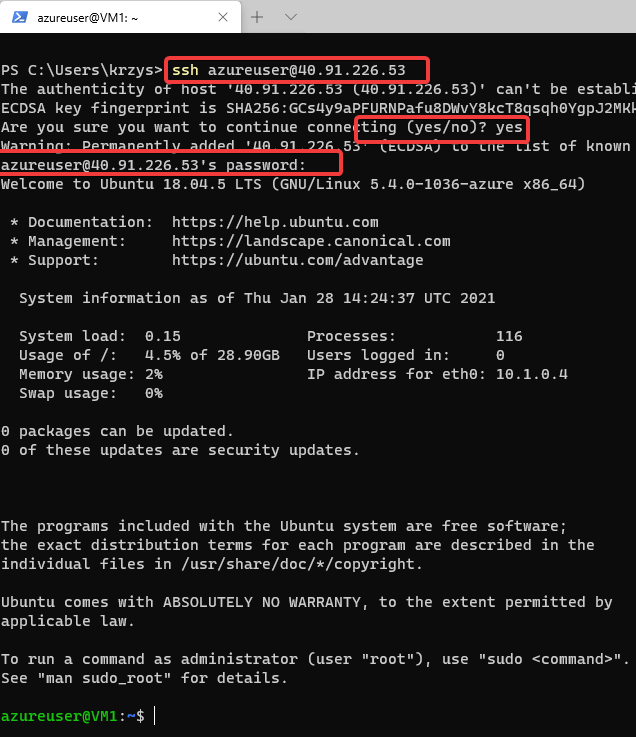 azureuser@VM1: ~
PS C:\Users\krzys> ssh azureuser@40.91.226.53
The authenticity of host '40.91.226.53 (40.91.226.53)' can't be establi
ECDSA key fingerprint is SHA256:GCs4y9aPFURNPafu8DWvY8kcT8gsqh0YgpJ2MKk
Are you sure you want to continue connecting (yes/no)? yes
Warning: Permanently added '40.91.226.53' (ECDSA) to the list of known
azureuser@40.91.226.53's password:
Welcome to Ubuntu 18.04.5 LTS (GNU/Linux 5.4.0-1036-azure x86_64)
* Documentation: https://help.ubuntu.com
* Management: https://landscape.canonical.com
* Support: https://ubuntu.com/advantage
System information as of Thu Jan 28 14:24:37 UTC 2021
System load: 0.15 Processes: 116
Usage of /: 4.5% of 28.90GB Users logged in: 0
Memory usage: 2% IP address for eth0: 10.1.0.4
Swap usage: 0%
0 packages can be updated.
0 of these updates are security updates.
The programs included with the Ubuntu system are free software;
the exact distribution terms for each program are described in the
individual files in /usr/share/doc/*/copyright.
Ubuntu comes with ABSOLUTELY NO WARRANTY, to the extent permitted by
applicable law.
To run a command as administrator (user "root"), use "sudo <command>".
See "man sudo_root" for details.
azureuser@VM1:~$